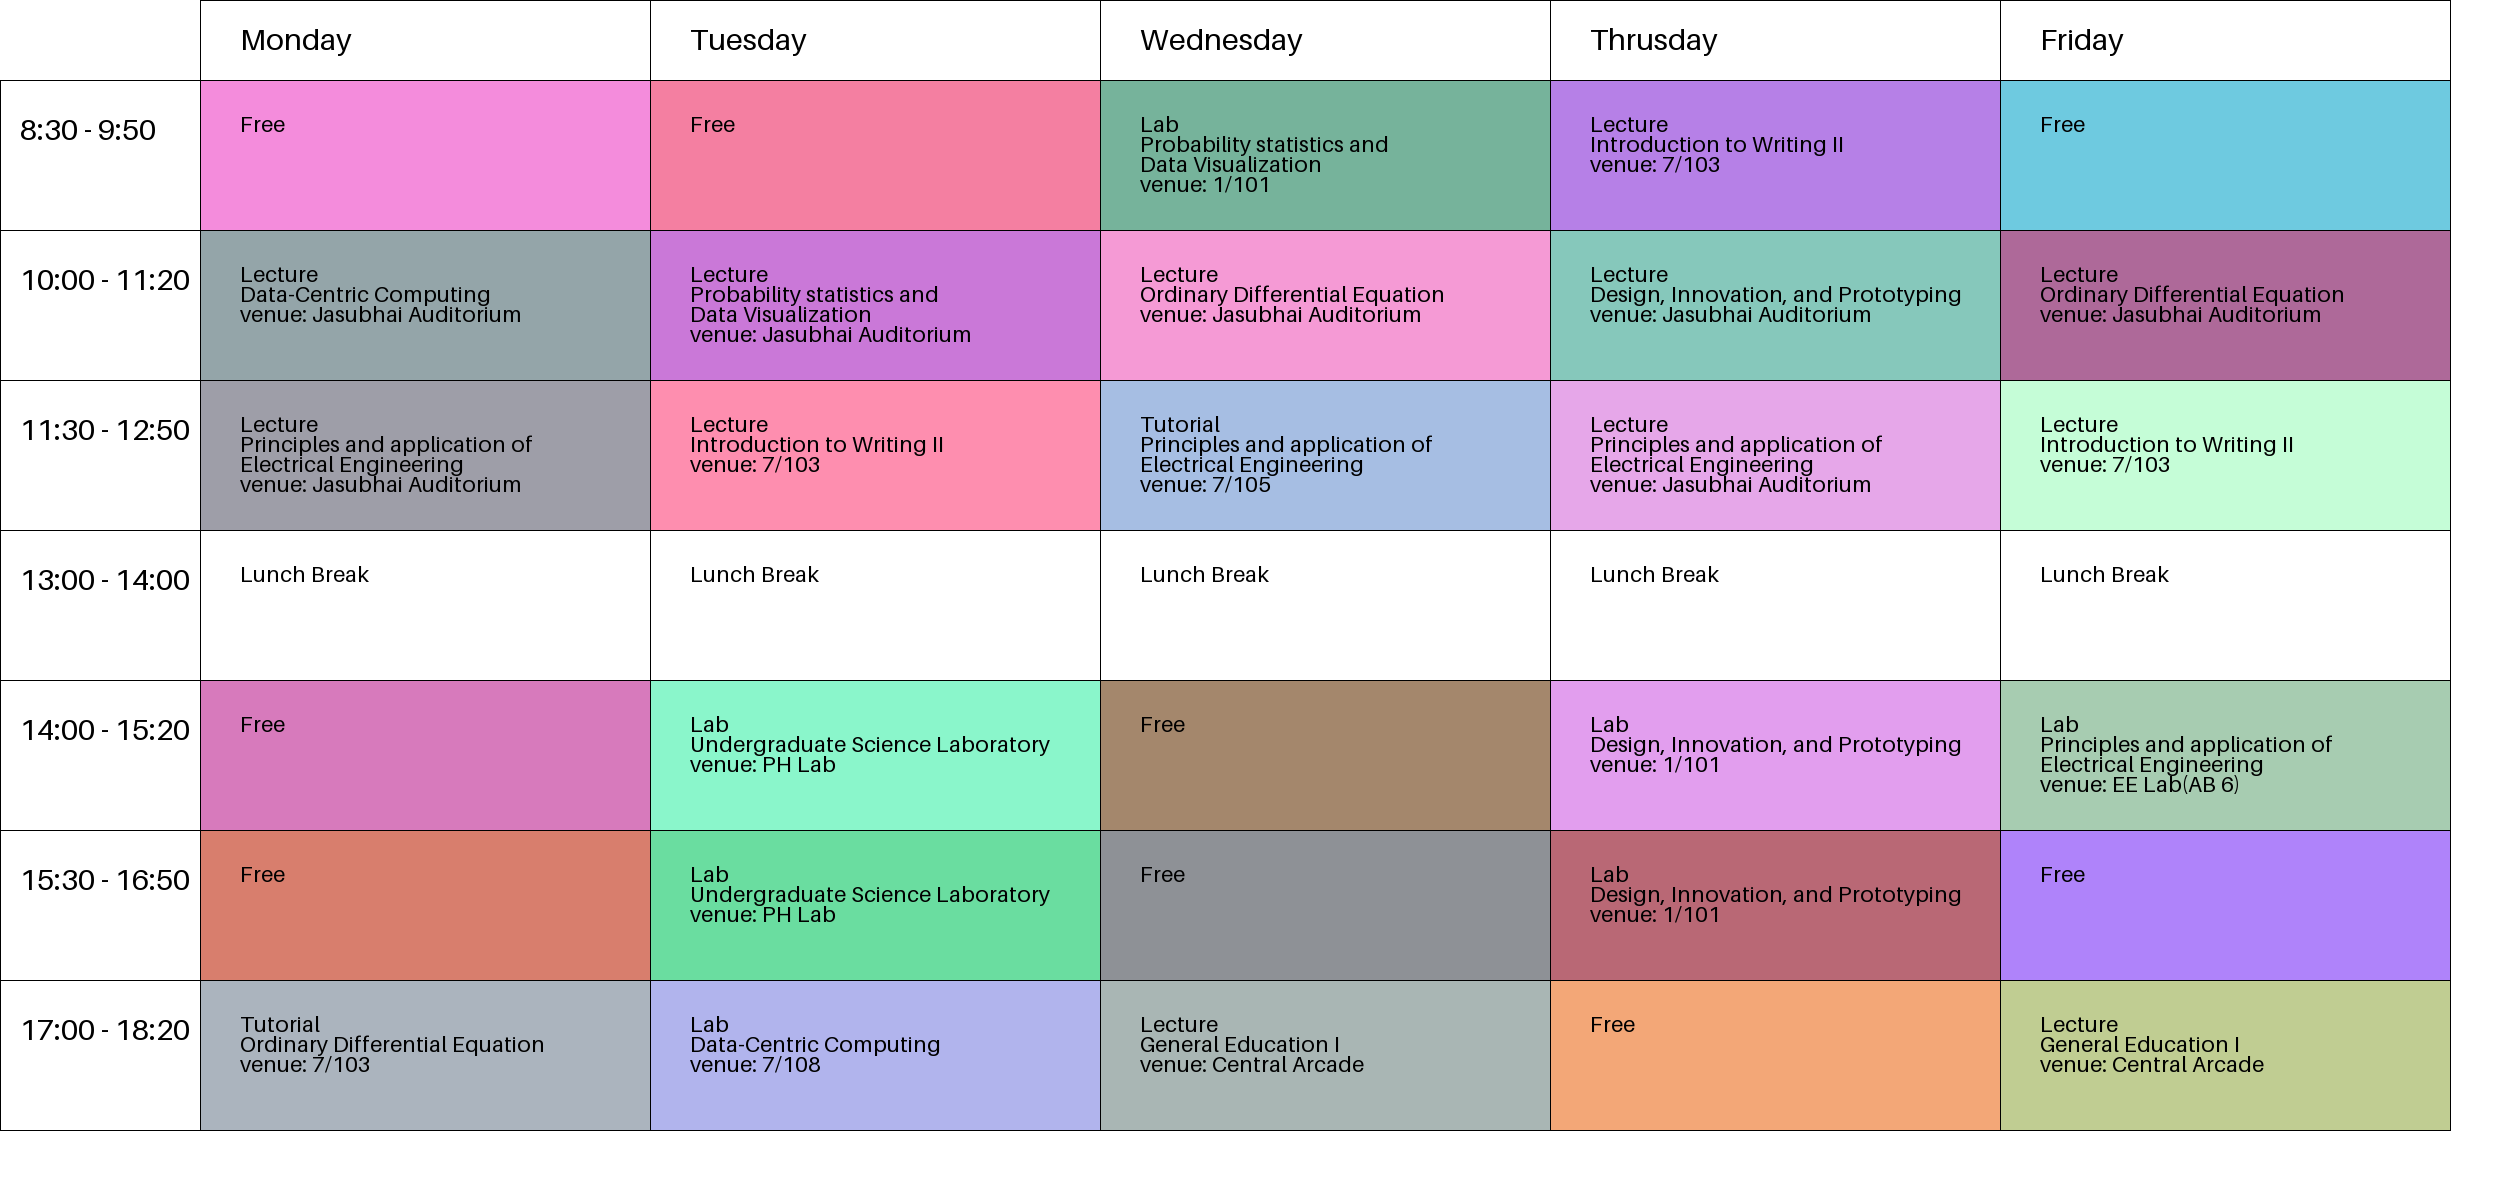 Monday
Tuesday
Wednesday
Thrusday
Friday
8:30 - 9:50
Free
Free
Lab
Probability statistics and
Data Visualization
venue: 1/101
Lecture
Introduction to Writing II
venue: 7/103
Free
10:00 - 11:20
Lecture
Data-Centric Computing
venue: Jasubhai Auditorium
Lecture
Probability statistics and
Data Visualization
venue: Jasubhai Auditorium
Lecture
Ordinary Differential Equation
venue: Jasubhai Auditorium
Lecture
Design, Innovation, and Prototyping
venue: Jasubhai Auditorium
Lecture
Ordinary Differential Equation
venue: Jasubhai Auditorium
11:30 - 12:50
Lecture
Principles and application of
Electrical Engineering
venue: Jasubhai Auditorium
Lecture
Introduction to Writing II
venue: 7/103
Tutorial
Principles and application of
Electrical Engineering
venue: 7/105
Lecture
Principles and application of
Electrical Engineering
venue: Jasubhai Auditorium
Lecture
Introduction to Writing II
venue: 7/103
13:00 - 14:00
Lunch Break
Lunch Break
Lunch Break
Lunch Break
Lunch Break
14:00 - 15:20
Free
Lab
Undergraduate Science Laboratory
venue: PH Lab
Free
Lab
Design, Innovation, and Prototyping
venue: 1/101
Lab
Principles and application of
Electrical Engineering
venue: EE Lab(AB 6)
15:30 - 16:50
Free
Lab
Undergraduate Science Laboratory
venue: PH Lab
Free
Lab
Design, Innovation, and Prototyping
venue: 1/101
Free
17:00 - 18:20
Tutorial
Ordinary Differential Equation
venue: 7/103
Lab
Data-Centric Computing
venue: 7/108
Lecture
General Education I
venue: Central Arcade
Free
Lecture
General Education I
venue: Central Arcade